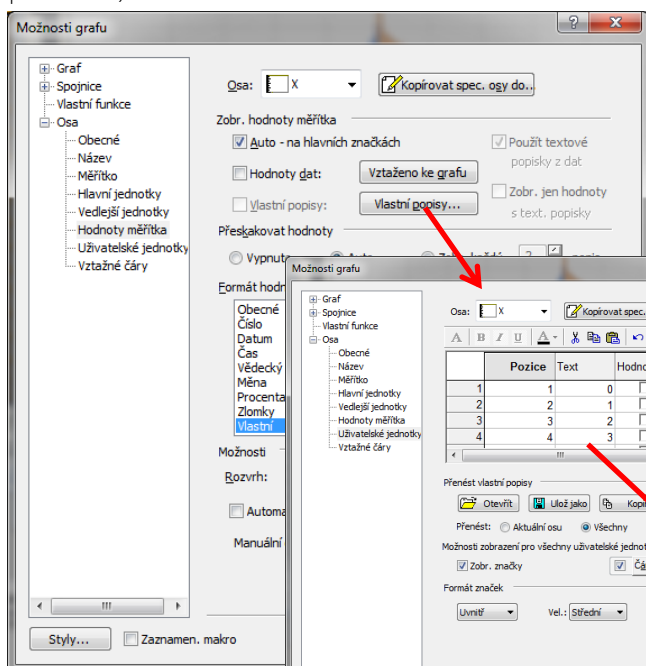 Možnosti grafu
Graf
Spojnice
Vlastní funkce
Osa
Obecné
Název
Měřítko
Hlavní jednotky
Vedlejší jednotky
Hodnoty měřítka
Uživatelské jednotky
Vztažné čáry
Osa: X Kopírovat spec. osy do...
Zobr. hodnoty měřítka
Auto - na hlavních značkách
Použít textové
popisky z dat
Hodnoty dat: Vztaženo ke grafu
Zobr. jen hodnoty
s text. popisky
Vlastní popisy: Vlastní popisy...
Přeskakovat hodnoty
Vypnuto
Formát hodn
Obecné
Číslo
Datum
Čas
Vědecký
Měna
Procenta
Zlomky
Vlastní
Možnosti
Rozvrh:
Automa
Manuální
Styly... Zaznamen. makro
Možnosti grafu
Graf
Spojnice
Vlastní funkce
Osa
Obecné
Název
Měřítko
Hlavní jednotky
Vedlejší jednotky
Hodnoty měřítka
Uživatelské jednotky
Vztažné čáry
Osa: X Kopírovat spec.
A B I U A
Pozice Text Hodno
1 1 0
2 2 1
3 3 2
4 4 3
Přenést vlastní popisy
Otevřít Ulož jako Kopí
Přenést: Aktuální osu Všechny
Možnosti zobrazení pro všechny uživatelské jednot
Zobr. značky Čá
Formát značek
Uvnitř Vel.: Střední